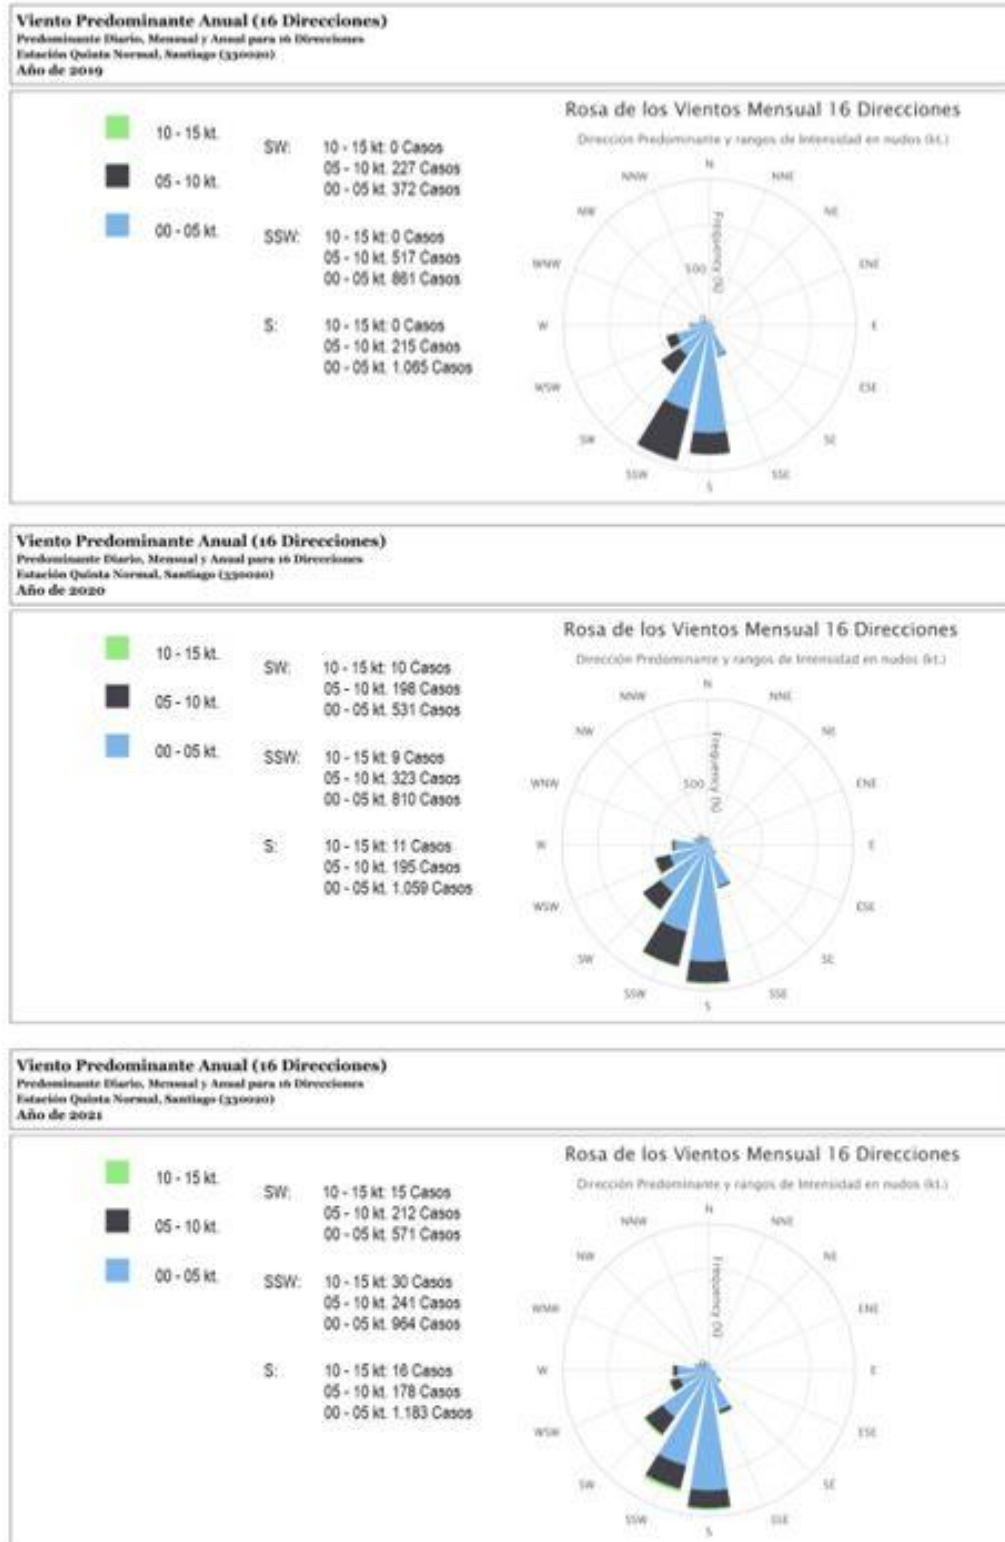 Viento Predominante Anual (16 Direcciones)
Predominante Diario, Mensual y Anual para 16 Direcciones
Estación Quinta Normal, Santiago (330020)
Año de 2019
10 - 15 kt.
05 - 10 kt.
00 - 05 kt.
SW: 10 - 15 kt: 0 Casos
05 - 10 kt. 227 Casos
00 - 05 kt. 372 Casos
SSW: 10 - 15 kt: 0 Casos
05 - 10 kt. 517 Casos
00 - 05 kt. 861 Casos
S: 10 - 15 kt: 0 Casos
05 - 10 kt. 215 Casos
00 - 05 kt. 1.065 Casos
Rosa de los Vientos Mensual 16 Direcciones
Dirección Predominante y rangos de Intensidad en nudos (kt.)
N
NNE
NE
ENE
E
ESE
SE
SSE
S
SSW
SW
WSW
W
WNW
NW
NNW
Frequency (%)
500
0
Viento Predominante Anual (16 Direcciones)
Predominante Diario, Mensual y Anual para 16 Direcciones
Estación Quinta Normal, Santiago (330020)
Año de 2020
10 - 15 kt.
05 - 10 kt.
00 - 05 kt.
SW: 10 - 15 kt: 10 Casos
05 - 10 kt. 198 Casos
00 - 05 kt. 531 Casos
SSW: 10 - 15 kt: 9 Casos
05 - 10 kt. 323 Casos
00 - 05 kt. 810 Casos
S: 10 - 15 kt: 11 Casos
05 - 10 kt. 195 Casos
00 - 05 kt. 1.059 Casos
Rosa de los Vientos Mensual 16 Direcciones
Dirección Predominante y rangos de Intensidad en nudos (kt.)
N
NNE
NE
ENE
E
ESE
SE
SSE
S
SSW
SW
WSW
W
WNW
NW
NNW
Frequency (%)
500
0
Viento Predominante Anual (16 Direcciones)
Predominante Diario, Mensual y Anual para 16 Direcciones
Estación Quinta Normal, Santiago (330020)
Año de 2021
10 - 15 kt.
05 - 10 kt.
00 - 05 kt.
SW: 10 - 15 kt: 15 Casos
05 - 10 kt. 212 Casos
00 - 05 kt. 571 Casos
SSW: 10 - 15 kt: 30 Casos
05 - 10 kt. 241 Casos
00 - 05 kt. 964 Casos
S: 10 - 15 kt: 16 Casos
05 - 10 kt. 178 Casos
00 - 05 kt. 1.183 Casos
Rosa de los Vientos Mensual 16 Direcciones
Dirección Predominante y rangos de Intensidad en nudos (kt.)
N
NNE
NE
ENE
E
ESE
SE
SSW
S
SW
WSW
W
WNW
NW
NNW
Frequency (%)
0